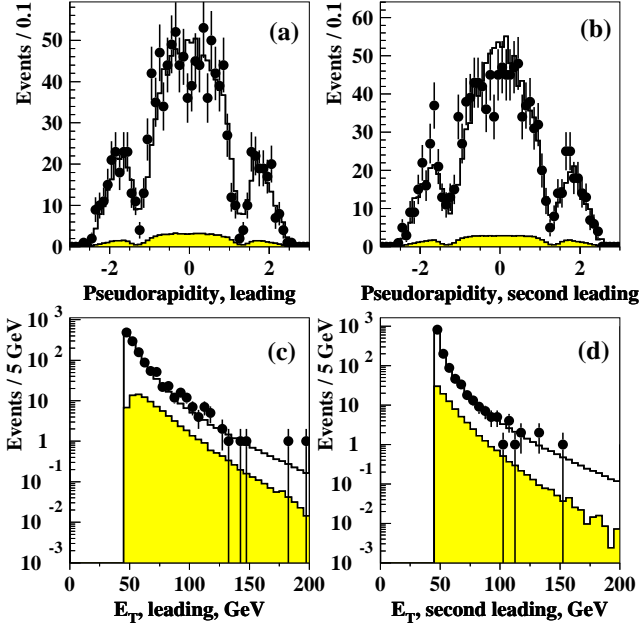 Events / 0.1
50
40
30
20
10
0
(a)
-2
0
2
Pseudorapidity, leading
Events / 0.1
60
50
40
30
20
10
0
(b)
-2
0
2
Pseudorapidity, second leading
Events / 5 GeV
10 3
10 2
10
1
10 -1
10 -2
10 -3
(c)
0 50 100 150 200
E_T, leading, GeV
Events / 5 GeV
10 3
10 2
10
1
10 -1
10 -2
10 -3
(d)
0 50 100 150 200
E_T, second leading, GeV